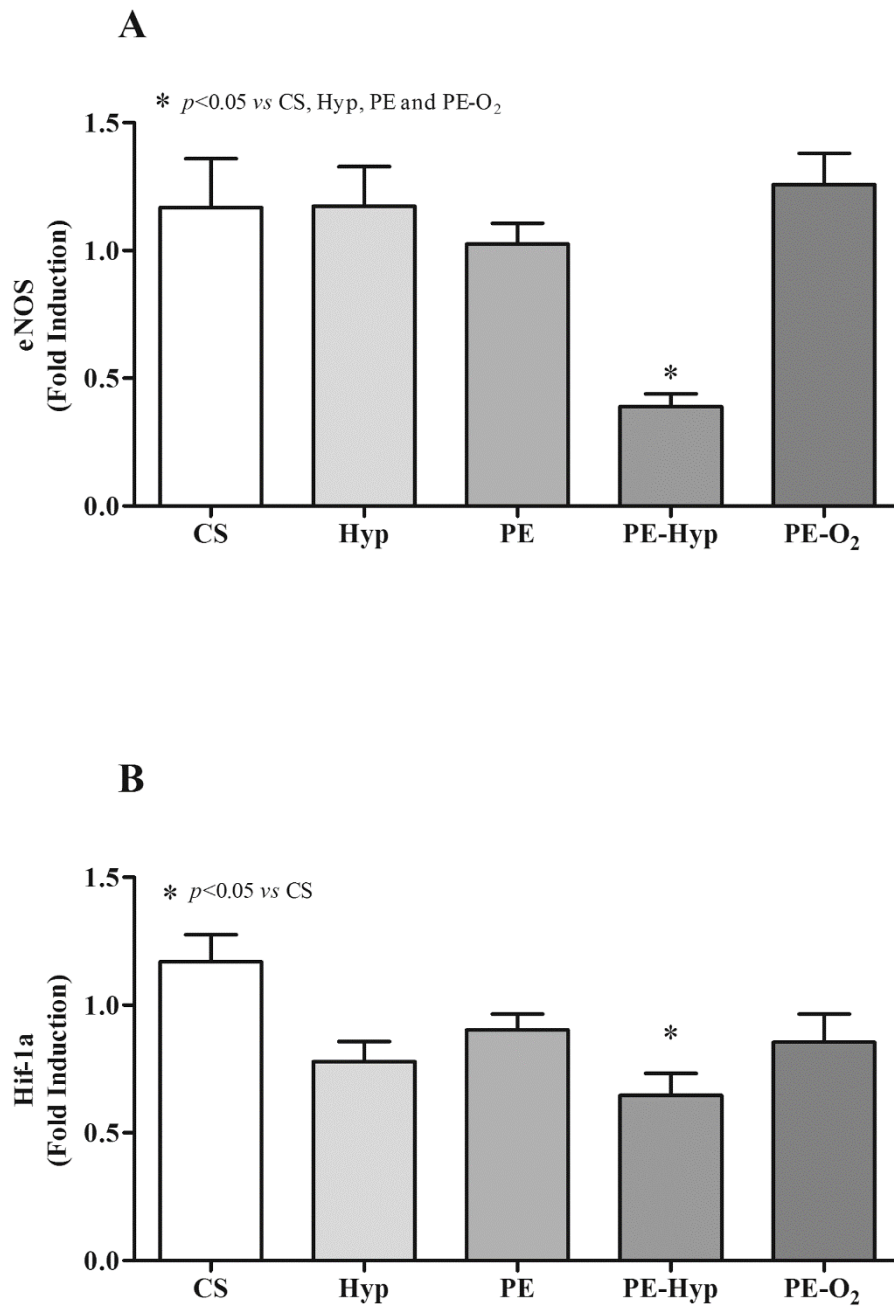 A
* p<0.05 vs CS, Hyp, PE and PE-O₂
1.5
1.0
0.5
0.0
eNOS
(Fold Induction)
*
CS Hyp PE PE-Hyp PE-O₂
B
* p<0.05 vs CS
1.5
1.0
0.5
0.0
Hif-1a
(Fold Induction)
*
CS Hyp PE PE-Hyp PE-O₂